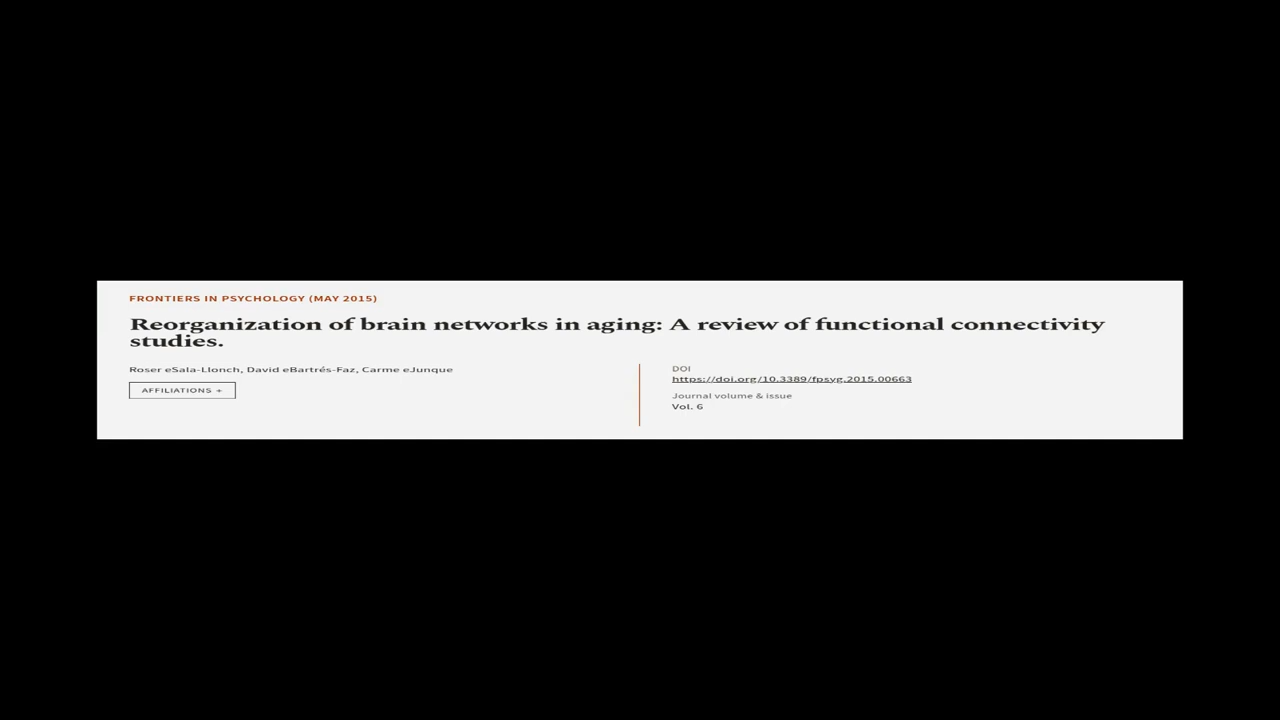 FRONTIERS IN PSYCHOLOGY (MAY 2015)
Reorganization of brain networks in aging: A review of functional connectivity
studies.
Roser eSala-Llonch, David eBartrés-Faz, Carme eJunque
AFFILIATIONS +
DOI
https://doi.org/10.3389/fpsyg.2015.00663
Journal volume & issue
Vol. 6